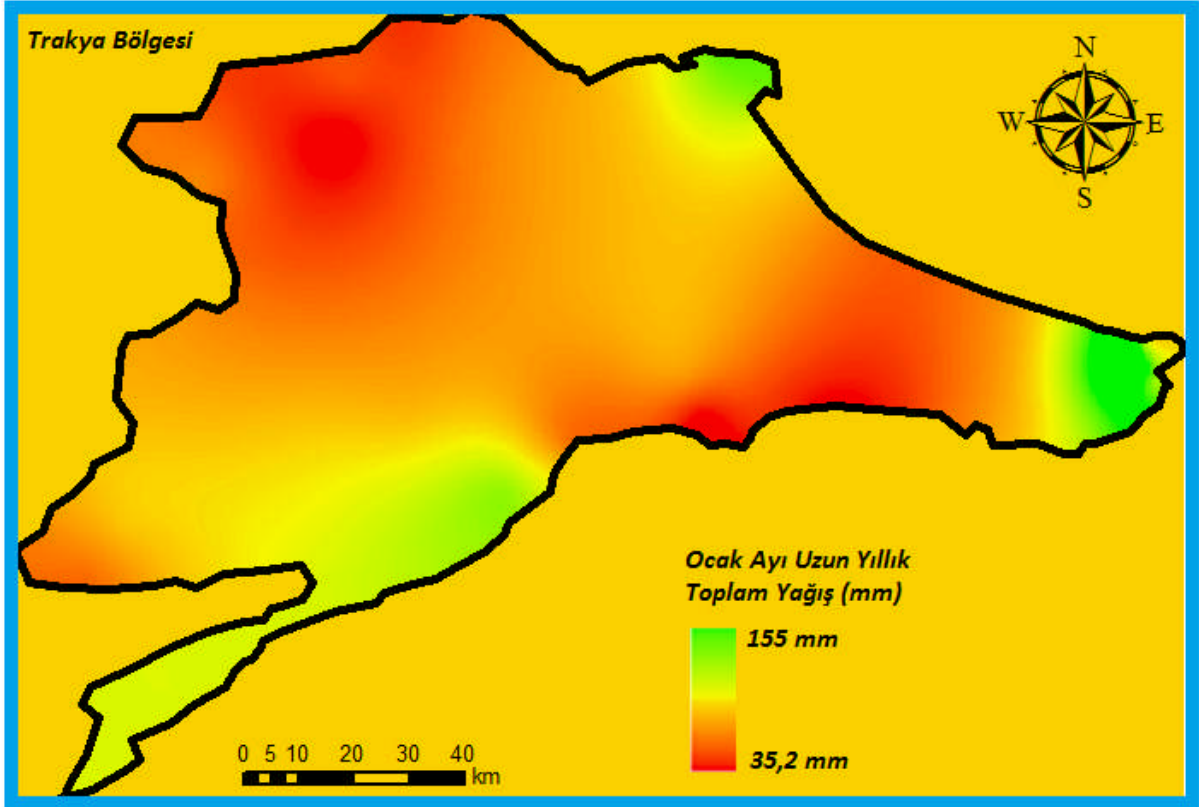 Trakya Bölgesi
N
W E
S
Ocak Ayı Uzun Yıllık
Toplam Yağış (mm)
155 mm
35,2 mm
0 5 10 20 30 40
km